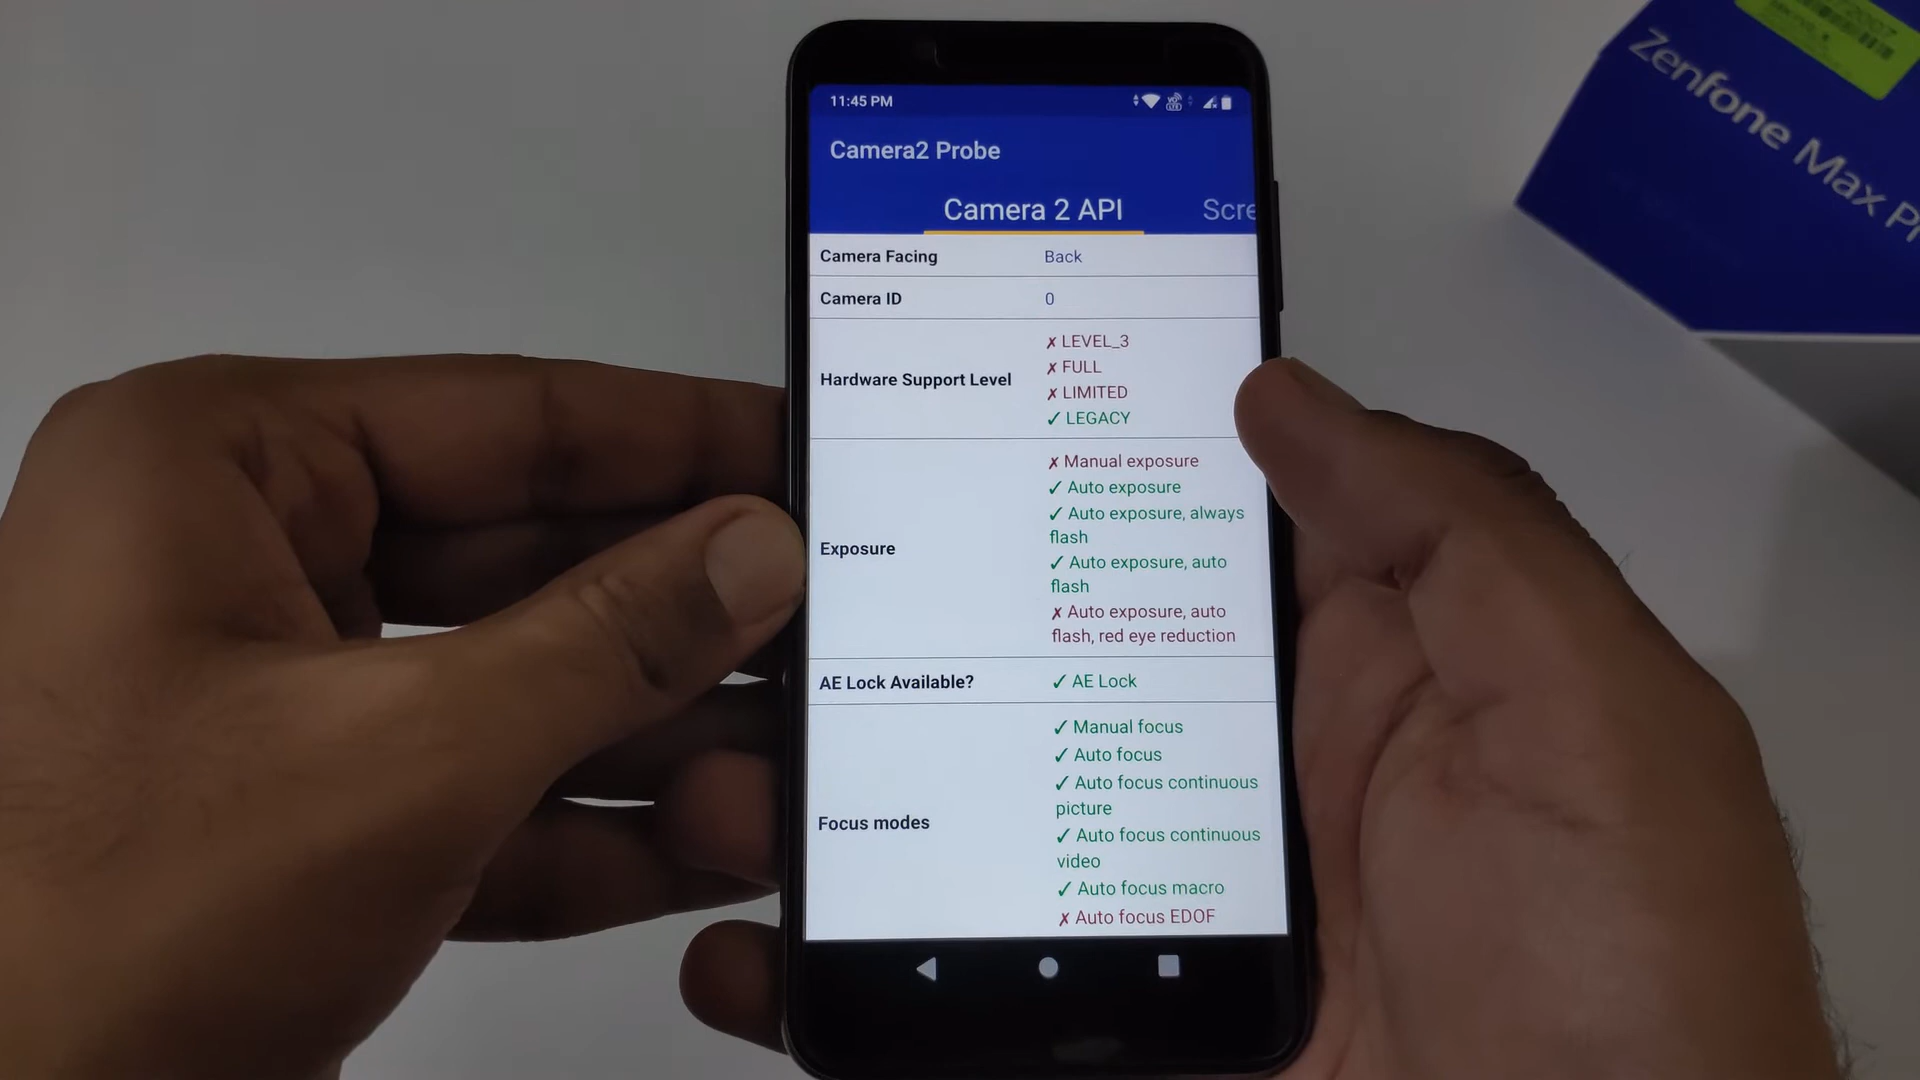 11:45 PM
Camera2 Probe
Camera 2 API
Scre
Camera Facing
Back
Camera ID
0
Hardware Support Level
✗ LEVEL_3
✗ FULL
✗ LIMITED
✓ LEGACY
Exposure
✗ Manual exposure
✓ Auto exposure
✓ Auto exposure, always
flash
✓ Auto exposure, auto
flash
✗ Auto exposure, auto
flash, red eye reduction
AE Lock Available?
✓ AE Lock
Focus modes
✓ Manual focus
✓ Auto focus
✓ Auto focus continuous
picture
✓ Auto focus continuous
video
✓ Auto focus macro
✗ Auto focus EDOF
Zenfone Max Pr